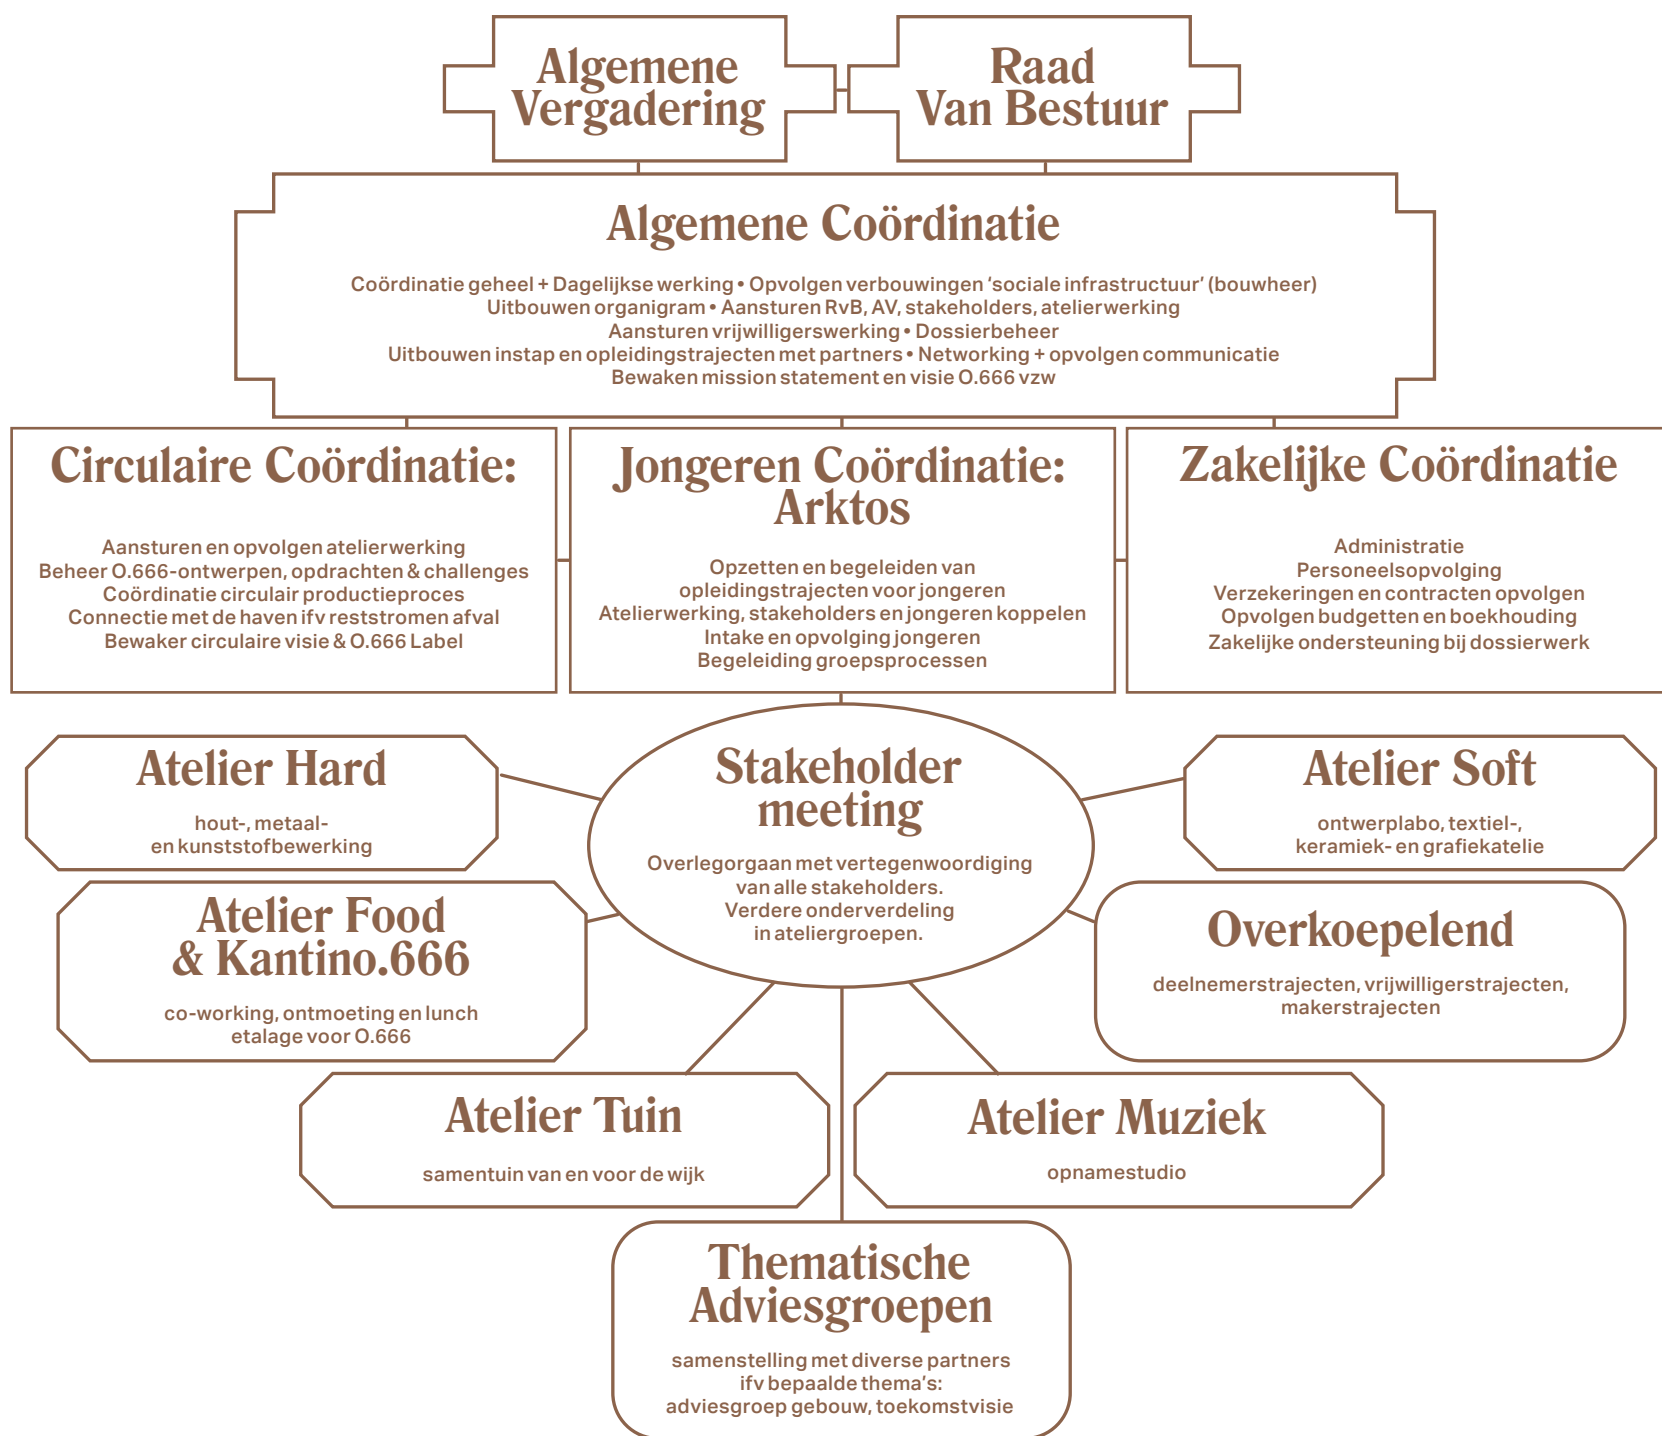 Algemene
Vergadering
Raad
Van Bestuur
Algemene Coördinatie
Coördinatie geheel + Dagelijkse werking • Opvolgen verbouwingen ‘sociale infrastructuur’ (bouwheer)
Uitbouwen organigram • Aansturen RvB, AV, stakeholders, atelierwerking
Aansturen vrijwilligerswerking • Dossierbeheer
Uitbouwen instap en opleidingstrajecten met partners • Networking + opvolgen communicatie
Bewaken mission statement en visie O.666 vzw
Circulaire Coördinatie:
Aansturen en opvolgen atelierwerking
Beheer O.666-ontwerpen, opdrachten & challenges
Coördinatie circulair productieproces
Connectie met de haven ifv reststromen afval
Bewaker circulaire visie & O.666 Label
Jongeren Coördinatie:
Arktos
Opzetten en begeleiden van
opleidingstrajecten voor jongeren
Atelierwerking, stakeholders en jongeren koppelen
Intake en opvolging jongeren
Begeleiding groepsprocessen
Zakelijke Coördinatie
Administratie
Personeelsopvolging
Verzekeringen en contracten opvolgen
Opvolgen budgetten en boekhouding
Zakelijke ondersteuning bij dossierwerk
Atelier Hard
hout-, metaal-
en kunststofbewerking
Stakeholder
meeting
Overlegorgaan met vertegenwoordiging
van alle stakeholders.
Verdere onderverdeling
in ateliergroepen.
Atelier Soft
ontwerplabo, textiel-,
keramiek- en grafiekatelie
Atelier Food
& Kantino.666
co-working, ontmoeting en lunch
etalage voor O.666
Overkoepelend
deelnemerstrajecten, vrijwilligerstrajecten,
makerstrajecten
Atelier Tuin
samentuin van en voor de wijk
Atelier Muziek
opnamestudio
Thematische
Adviesgroepen
samenstelling met diverse partners
ifv bepaalde thema’s:
adviesgroep gebouw, toekomstvisie